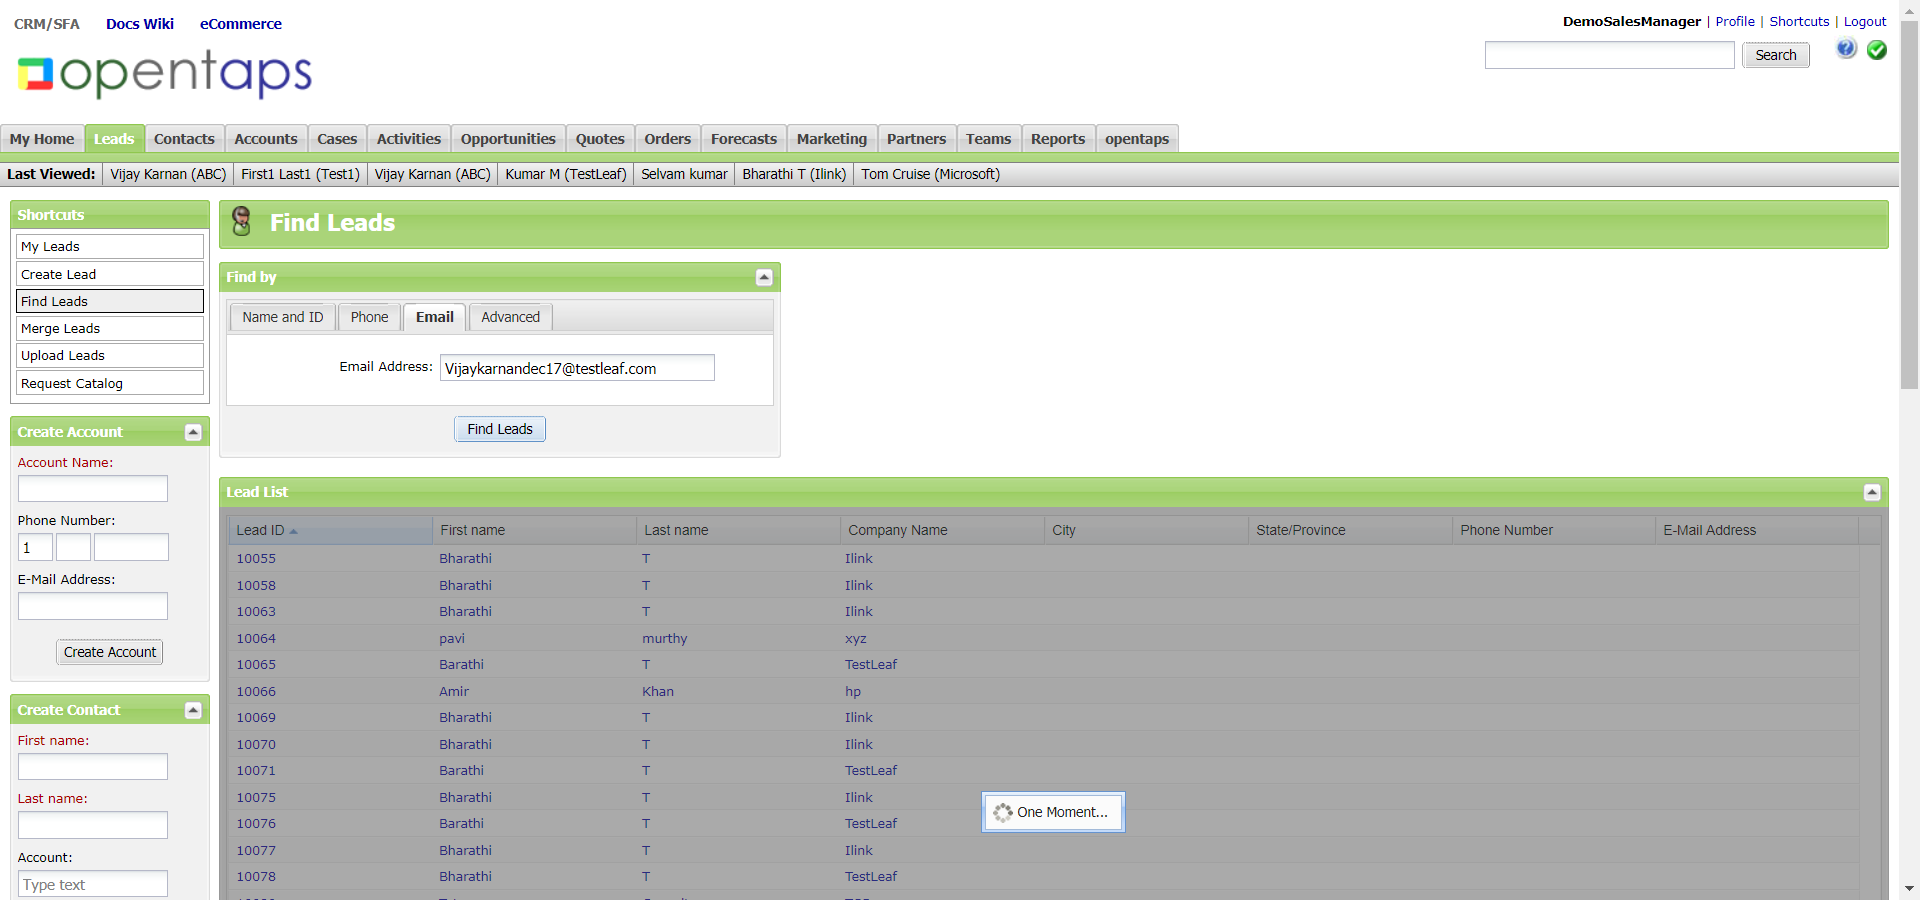 CRM/SFA Docs Wiki eCommerce
DemoSalesManager | Profile | Shortcuts | Logout
opentaps
Search
My Home Leads Contacts Accounts Cases Activities Opportunities Quotes Orders Forecasts Marketing Partners Teams Reports opentaps
Last Viewed: Vijay Karnan (ABC) First1 Last1 (Test1) Vijay Karnan (ABC) Kumar M (TestLeaf) Selvam kumar Bharathi T (Ilink) Tom Cruise (Microsoft)
Shortcuts
My Leads
Create Lead
Find Leads
Merge Leads
Upload Leads
Request Catalog
Create Account
Account Name:
Phone Number:
1
E-Mail Address:
Create Account
Create Contact
First name:
Last name:
Account:
Type text
Find Leads
Find by
Name and ID Phone Email Advanced
Email Address: Vijaykarnandec17@testleaf.com
Find Leads
Lead List
Lead ID First name Last name Company Name City State/Province Phone Number E-Mail Address
10055 Bharathi T Ilink
10058 Bharathi T Ilink
10063 Bharathi T Ilink
10064 pavi murthy xyz
10065 Barathi T TestLeaf
10066 Amir Khan hp
10069 Bharathi T Ilink
10070 Bharathi T Ilink
10071 Barathi T TestLeaf
10075 Bharathi T Ilink
10076 Barathi T TestLeaf
10077 Bharathi T Ilink
10078 Bharathi T TestLeaf
One Moment...